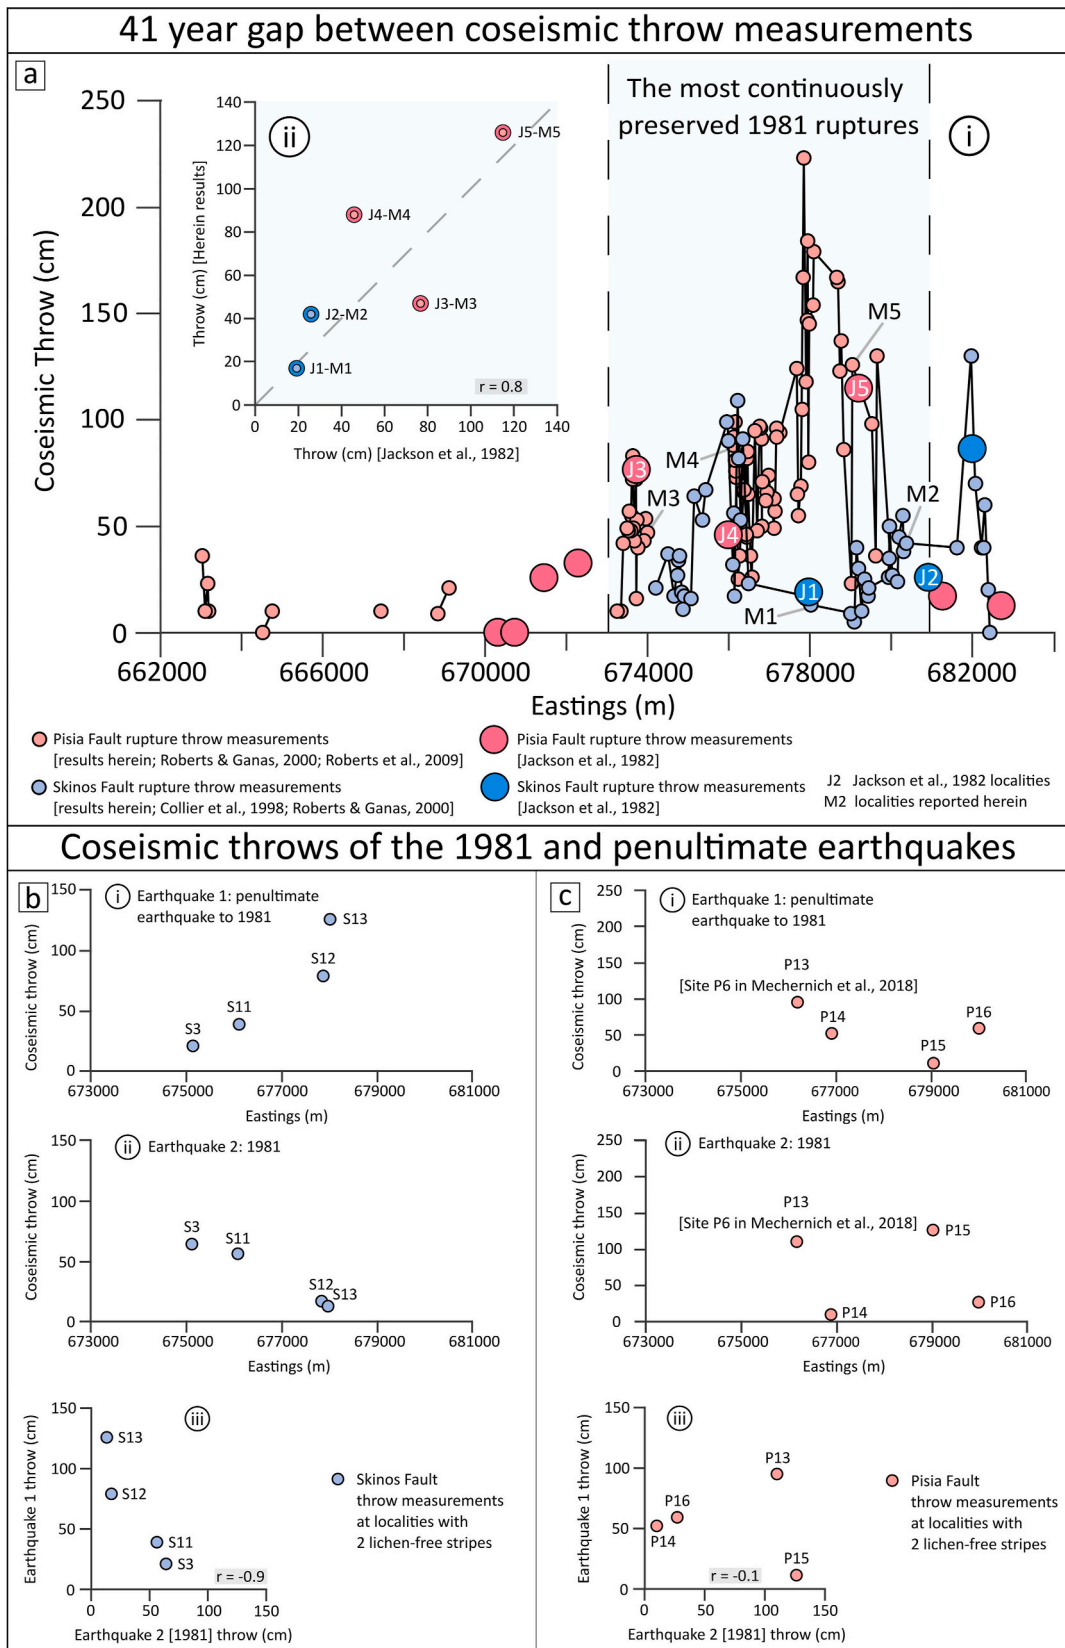 41 year gap between coseismic throw measurements
a
250
200
150
100
50
0
Coseismic Throw (cm)
662000 666000 670000 674000 678000 682000
Eastings (m)
The most continuously
preserved 1981 ruptures
i
ii
140
120
100
80
60
40
20
0
Throw (cm) [Herein results]
0 20 40 60 80 100 120 140
Throw (cm) [Jackson et al., 1982]
J5-M5
J4-M4
J3-M3
J2-M2
J1-M1
r = 0.8
M5
J5
M4
J3
M3
J4
M2
J2
J1
M1
Pisia Fault rupture throw measurements
[results herein; Roberts & Ganas, 2000; Roberts et al., 2009]
Skinos Fault rupture throw measurements
[results herein; Collier et al., 1998; Roberts & Ganas, 2000]
Pisia Fault rupture throw measurements
[Jackson et al., 1982]
Skinos Fault rupture throw measurements
[Jackson et al., 1982]
J2 Jackson et al., 1982 localities
M2 localities reported herein
Coseismic throws of the 1981 and penultimate earthquakes
b
i
Earthquake 1: penultimate
earthquake to 1981
150
100
50
0
Coseismic throw (cm)
S13
S12
S11
S3
673000 675000 677000 679000 681000
Eastings (m)
ii
Earthquake 2: 1981
150
100
50
0
Coseismic throw (cm)
S3
S11
S12
S13
673000 675000 677000 679000 681000
Eastings (m)
iii
150
100
50
0
Earthquake 1 throw (cm)
S13
S12
S11
S3
r = -0.9
0 50 100 150
Earthquake 2 [1981] throw (cm)
Skinos Fault
throw measurements
at localities with
2 lichen-free stripes
c
i
Earthquake 1: penultimate
earthquake to 1981
250
200
150
100
50
0
Coseismic throw (cm)
P13
[Site P6 in Mechernich et al., 2018]
P14
P16
P15
673000 675000 677000 679000 681000
Eastings (m)
ii
Earthquake 2: 1981
250
200
150
100
50
0
Coseismic throw (cm)
P13
[Site P6 in Mechernich et al., 2018]
P15
P16
P14
673000 675000 677000 679000 681000
Eastings (m)
iii
150
100
50
0
Earthquake 1 throw (cm)
P13
P16
P14
P15
r = -0.1
0 50 100 150
Earthquake 2 [1981] throw (cm)
Pisia Fault
throw measurements
at localities with
2 lichen-free stripes